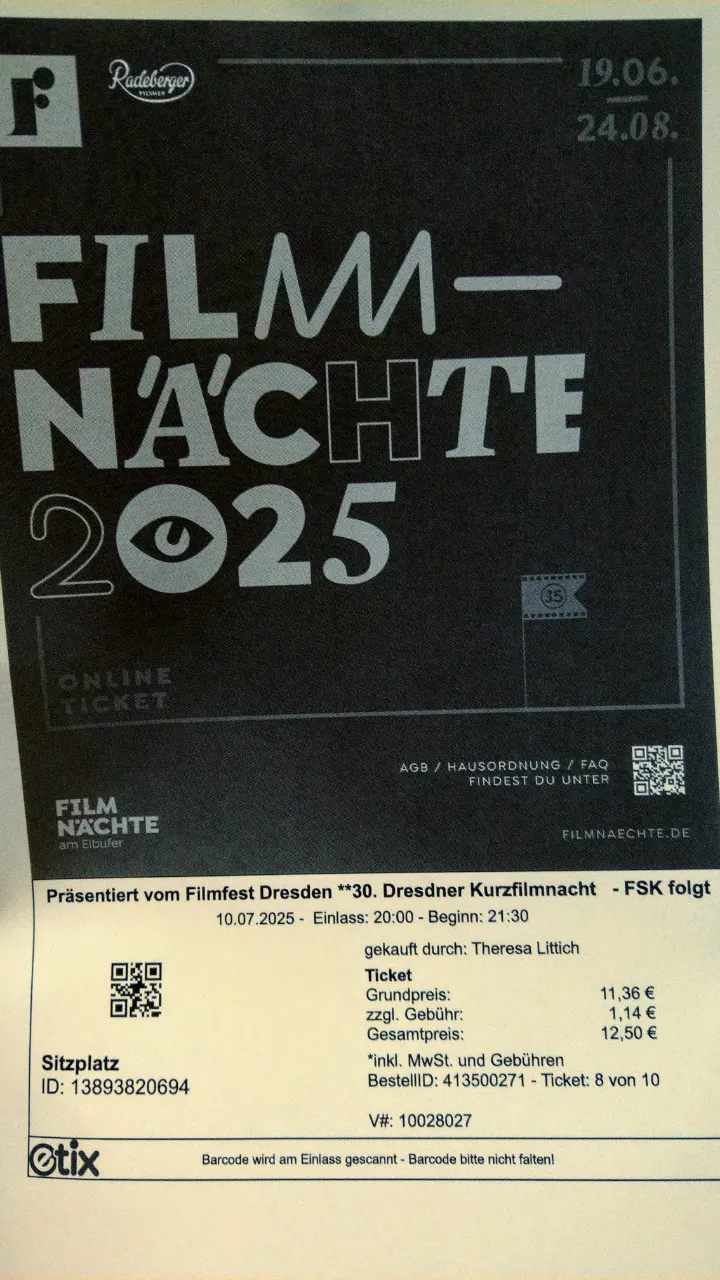 Radeberger
PILSNER
19.06.
24.08.
FILM–
NÄCHTE
2025
35
ONLINE
TICKET
AGB / HAUSORDNUNG / FAQ
FINDEST DU UNTER
FILM
NÄCHTE
am Elbufer
FILMNAECHTE.DE
Präsentiert vom Filmfest Dresden **30. Dresdner Kurzfilmnacht - FSK folgt
10.07.2025 - Einlass: 20:00 - Beginn: 21:30
gekauft durch: Theresa Littich
Ticket
Grundpreis: 11,36 €
zzgl. Gebühr: 1,14 €
Gesamtpreis: 12,50 €
Sitzplatz
*inkl. MwSt. und Gebühren
ID: 13893820694
BestellID: 413500271 - Ticket: 8 von 10
V#: 10028027
etix
Barcode wird am Einlass gescannt - Barcode bitte nicht falten!